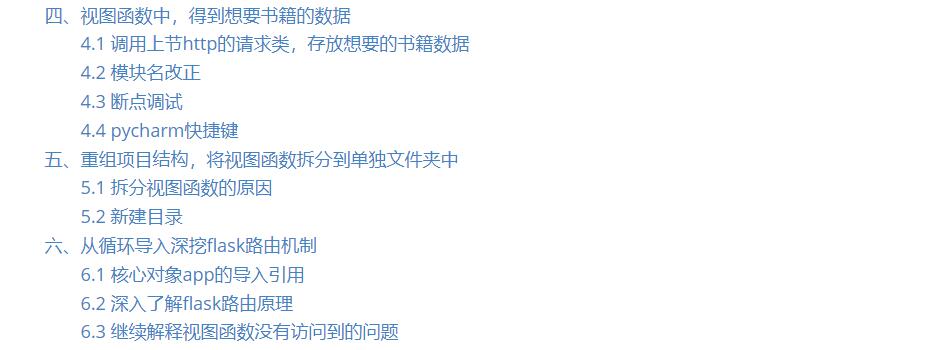 四、视图函数中，得到想要书籍的数据
4.1 调用上节http的请求类，存放想要的书籍数据
4.2 模块名改正
4.3 断点调试
4.4 pycharm快捷键
五、重组项目结构，将视图函数拆分到单独文件夹中
5.1 拆分视图函数的原因
5.2 新建目录
六、从循环导入深挖flask路由机制
6.1 核心对象app的导入引用
6.2 深入了解flask路由原理
6.3 继续解释视图函数没有访问到的问题